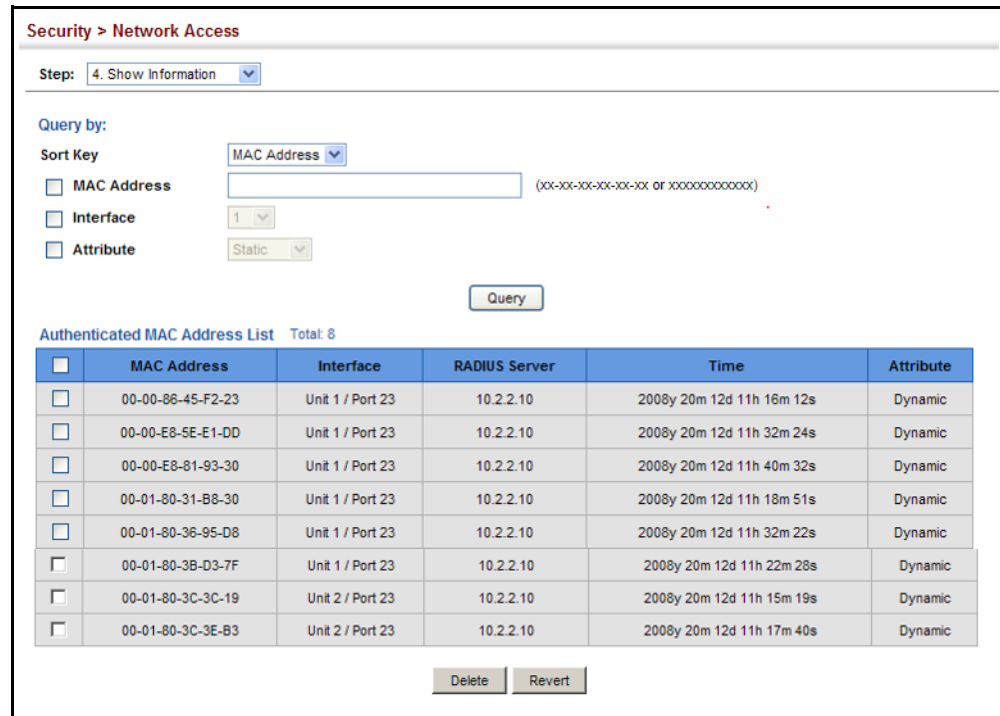 Security > Network Access
Step: 4. Show Information
Query by:
Sort Key MAC Address
MAC Address (xx-xx-xx-xx-xx-xx or xxxxxxxxxxxx)
Interface 1
Attribute Static
Query
Authenticated MAC Address List Total: 8
MAC Address Interface RADIUS Server Time Attribute
00-00-86-45-F2-23 Unit 1 / Port 23 10.2.2.10 2008y 20m 12d 11h 16m 12s Dynamic
00-00-E8-5E-E1-DD Unit 1 / Port 23 10.2.2.10 2008y 20m 12d 11h 32m 24s Dynamic
00-00-E8-81-93-30 Unit 1 / Port 23 10.2.2.10 2008y 20m 12d 11h 40m 32s Dynamic
00-01-80-31-B8-30 Unit 1 / Port 23 10.2.2.10 2008y 20m 12d 11h 18m 51s Dynamic
00-01-80-36-95-D8 Unit 1 / Port 23 10.2.2.10 2008y 20m 12d 11h 32m 22s Dynamic
00-01-80-3B-D3-7F Unit 1 / Port 23 10.2.2.10 2008y 20m 12d 11h 22m 28s Dynamic
00-01-80-3C-3C-19 Unit 2 / Port 23 10.2.2.10 2008y 20m 12d 11h 15m 19s Dynamic
00-01-80-3C-3E-B3 Unit 2 / Port 23 10.2.2.10 2008y 20m 12d 11h 17m 40s Dynamic
Delete Revert